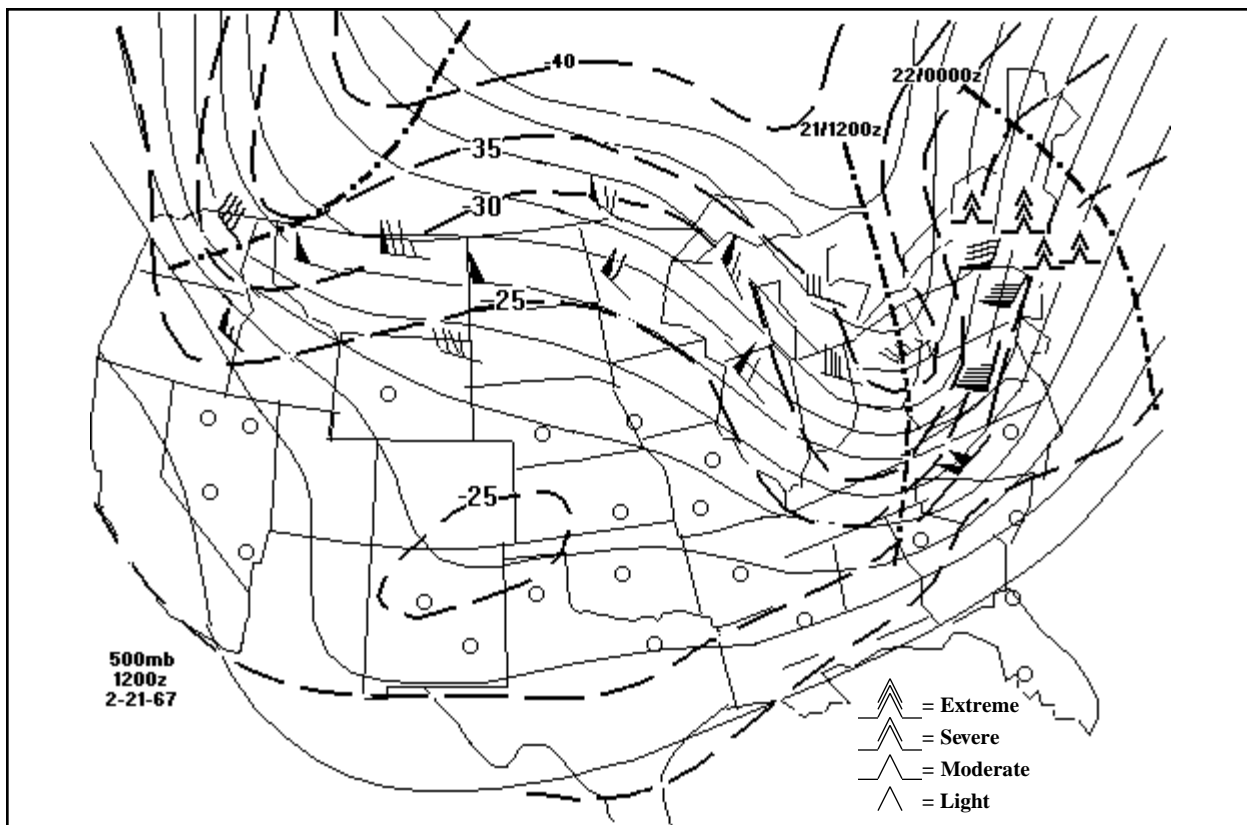 -40
22/0000z
21/1200z
-35
-30
-25
-25
500mb
1200z
2-21-67
= Extreme
= Severe
= Moderate
= Light